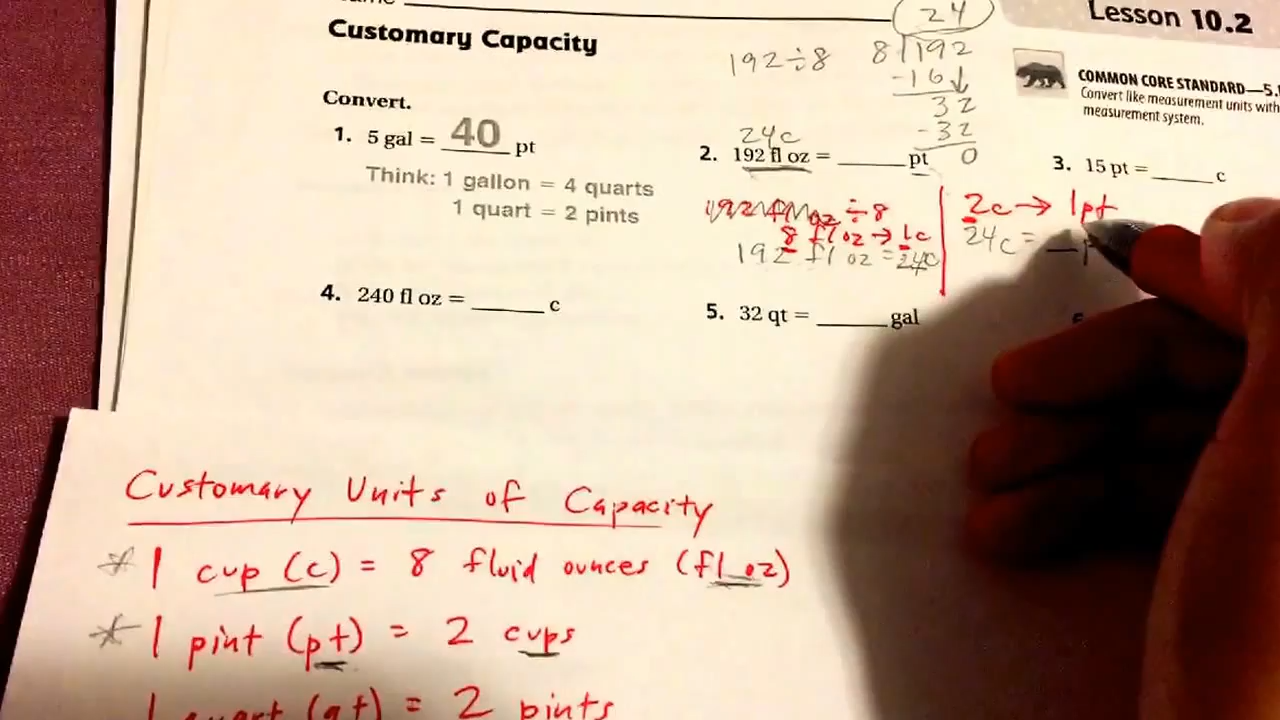 24
Lesson 10.2
Customary Capacity
192÷8
8)192
-16↓
32
-32
0
COMMON CORE STANDARD—5.
Convert like measurement units with
measurement system.
Convert.
1. 5 gal = 40 pt
Think: 1 gallon = 4 quarts
1 quart = 2 pints
24c
2. 192 fl oz = ______ pt
÷8
8 fl oz → 1c
192 fl oz = 24c
2c → 1pt
24c = __ p
3. 15 pt = ______ c
4. 240 fl oz = ______ c
5. 32 qt = ______ gal
Customary Units of Capacity
* 1 cup (c) = 8 fluid ounces (fl oz)
* 1 pint (pt) = 2 cups
1 quart (qt) = 2 pints